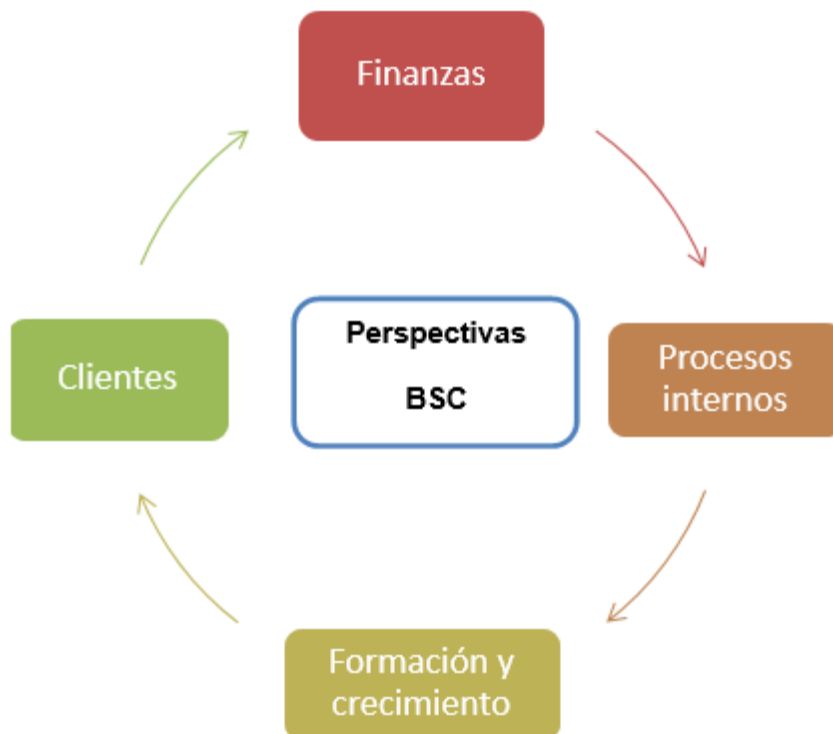 Finanzas
Clientes
Perspectivas
BSC
Procesos
internos
Formación y
crecimiento